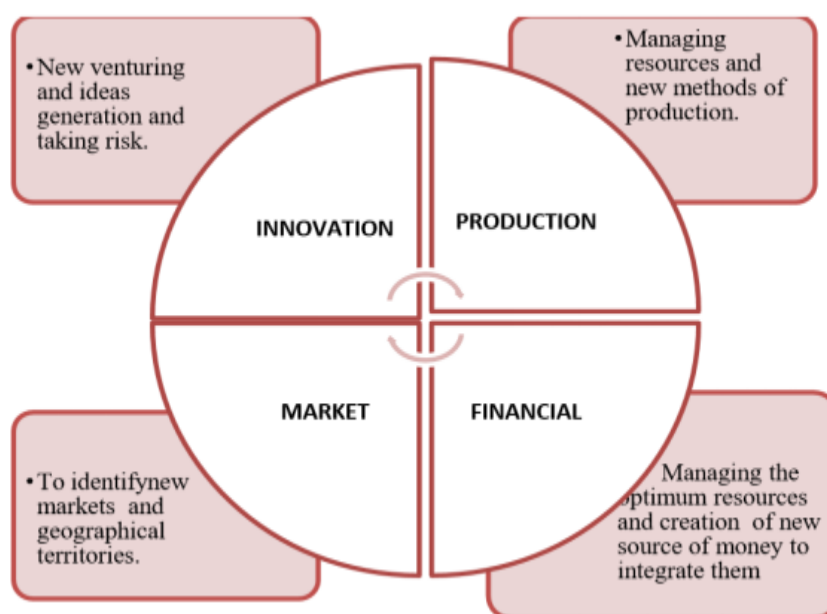 •New venturing
and ideas
generation and
taking risk.
•Managing
resources and
new methods of
production.
INNOVATION
PRODUCTION
MARKET
FINANCIAL
•To identifynew
markets and
geographical
territories.
Managing the
optimum resources
and creation of new
source of money to
integrate them